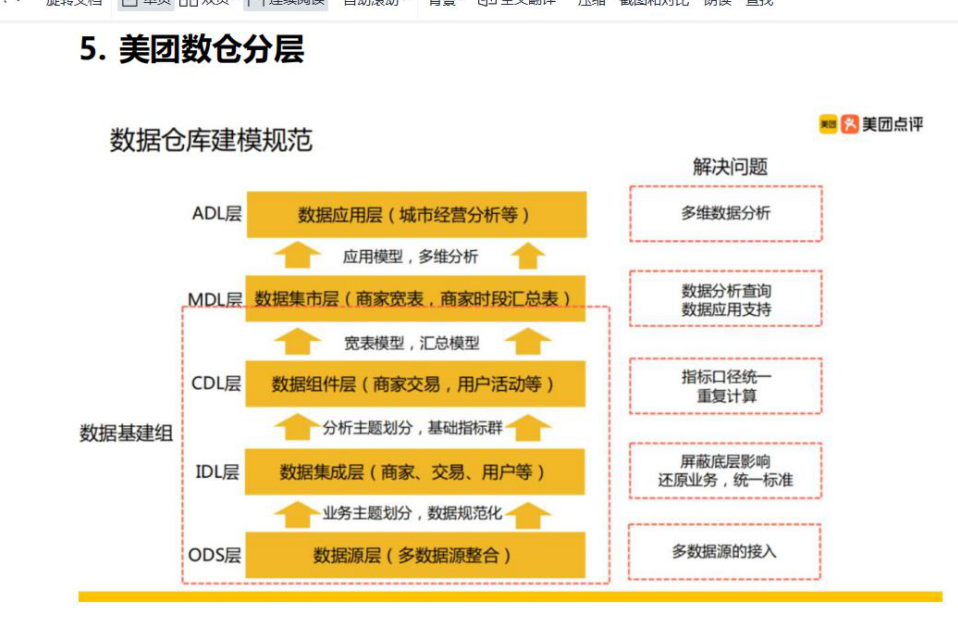 旋转文档 单页 双页 连续阅读 自动滚动 背景 全文翻译 压缩 截图和对比 朗读 查找
5. 美团数仓分层
数据仓库建模规范
美团 美团点评
解决问题
ADL层 数据应用层（城市经营分析等） 多维数据分析
应用模型，多维分析
MDL层 数据集市层（商家宽表，商家时段汇总表） 数据分析查询
数据应用支持
宽表模型，汇总模型
CDL层 数据组件层（商家交易，用户活动等） 指标口径统一
重复计算
数据基建组
分析主题划分，基础指标群
IDL层 数据集成层（商家、交易、用户等） 屏蔽底层影响
还原业务，统一标准
业务主题划分，数据规范化
ODS层 数据源层（多数据源整合） 多数据源的接入